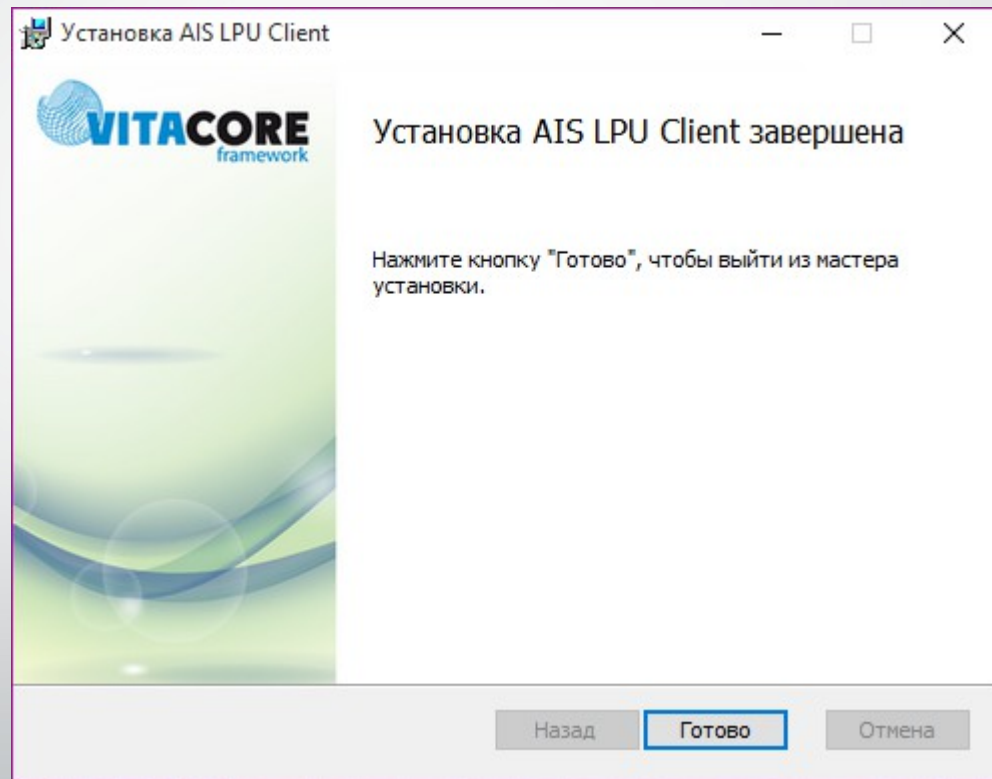 Установка AIS LPU Client
VITACORE
framework
Установка AIS LPU Client завершена
Нажмите кнопку "Готово", чтобы выйти из мастера
установки.
Назад
Готово
Отмена